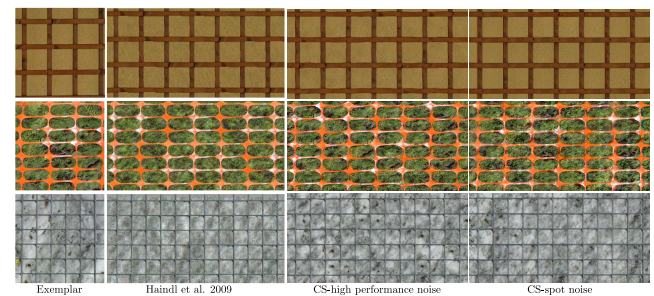 Exemplar
Haindl et al. 2009
CS-high performance noise
CS-spot noise